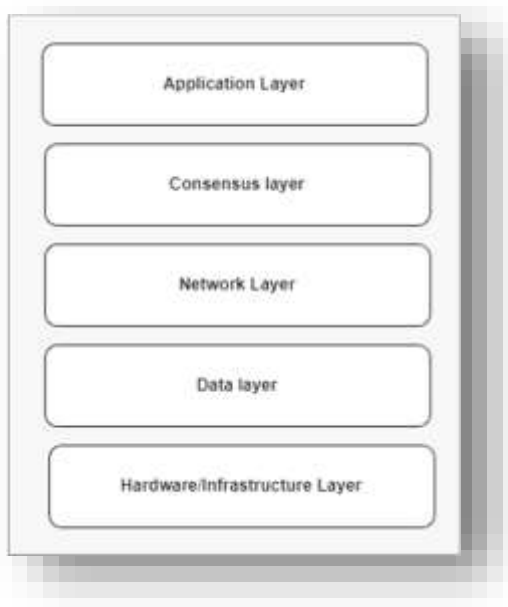 Application Layer
Consensus layer
Network Layer
Data layer
Hardware/Infrastructure Layer